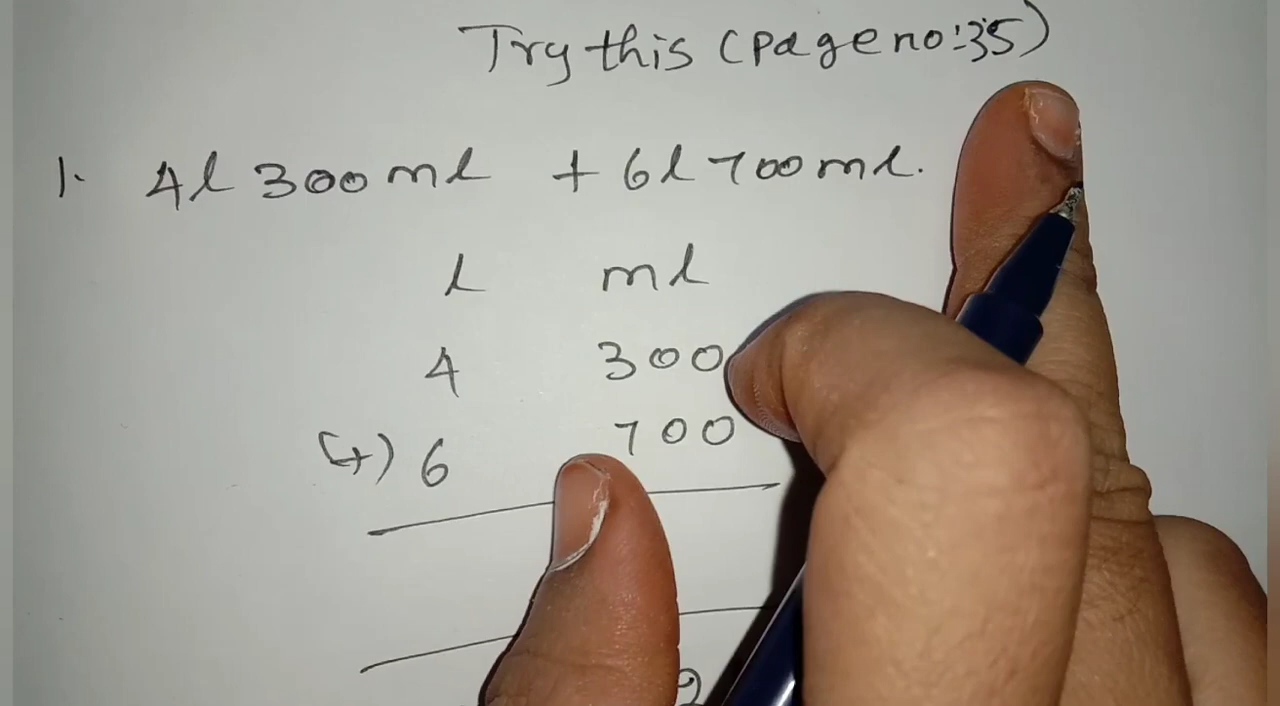 Try this (page no:35)
1. 4l 300ml + 6l 700ml.
l ml
4 300
(+) 6 700